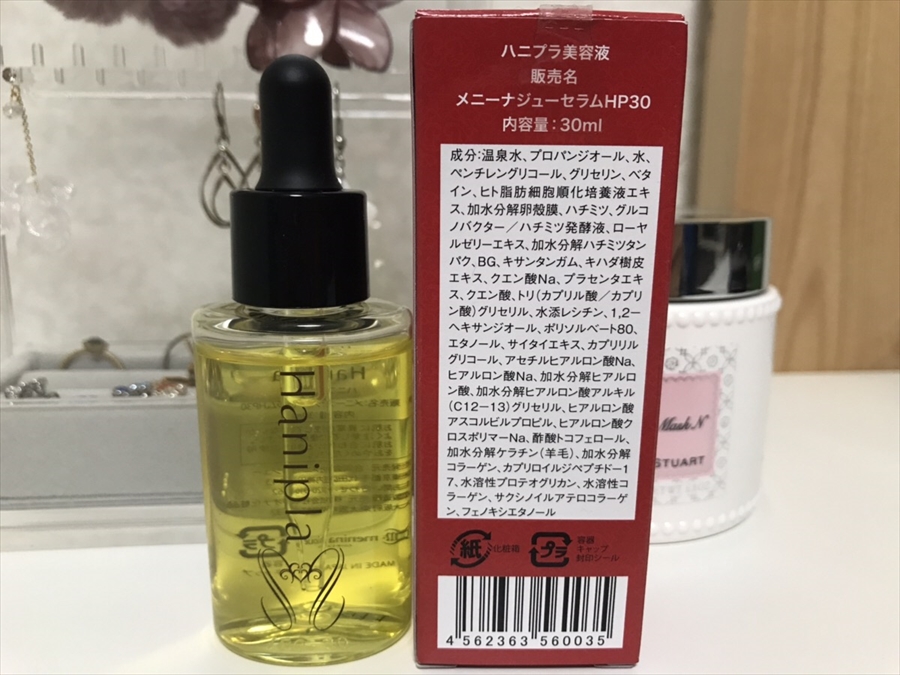 ハニプラ美容液
販売名
メニーナジューセラムHP30
内容量：30ml
成分：温泉水、プロパンジオール、水、
ペンチレングリコール、グリセリン、ベタ
イン、ヒト脂肪細胞順化培養液エキ
ス、加水分解卵殻膜、ハチミツ、グルコ
ノバクター／ハチミツ発酵液、ローヤ
ルゼリーエキス、加水分解ハチミツタン
パク、BG、キサンタンガム、キハダ樹皮
エキス、クエン酸Na、プラセンタエキ
ス、クエン酸、トリ（カプリル酸／カプリ
ン酸）グリセリル、水添レシチン、1,2－
ヘキサンジオール、ポリソルベート80、
エタノール、サイタイエキス、カプリリル
グリコール、アセチルヒアルロン酸Na、
ヒアルロン酸Na、加水分解ヒアルロ
ン酸、加水分解ヒアルロン酸アルキル
（C12－13）グリセリル、ヒアルロン酸
アスコルビルプロピル、ヒアルロン酸ク
ロスポリマーNa、酢酸トコフェロール、
加水分解ケラチン（羊毛）、加水分解
コラーゲン、カプロイルジペプチド－1
7、水溶性プロテオグリカン、水溶性コ
ラーゲン、サクシノイルアテロコラーゲ
ン、フェノキシエタノール
紙
化粧箱
プラ
容器
キャップ
封印シール
4 562363 560035
Hanipla
Mask N
STUART